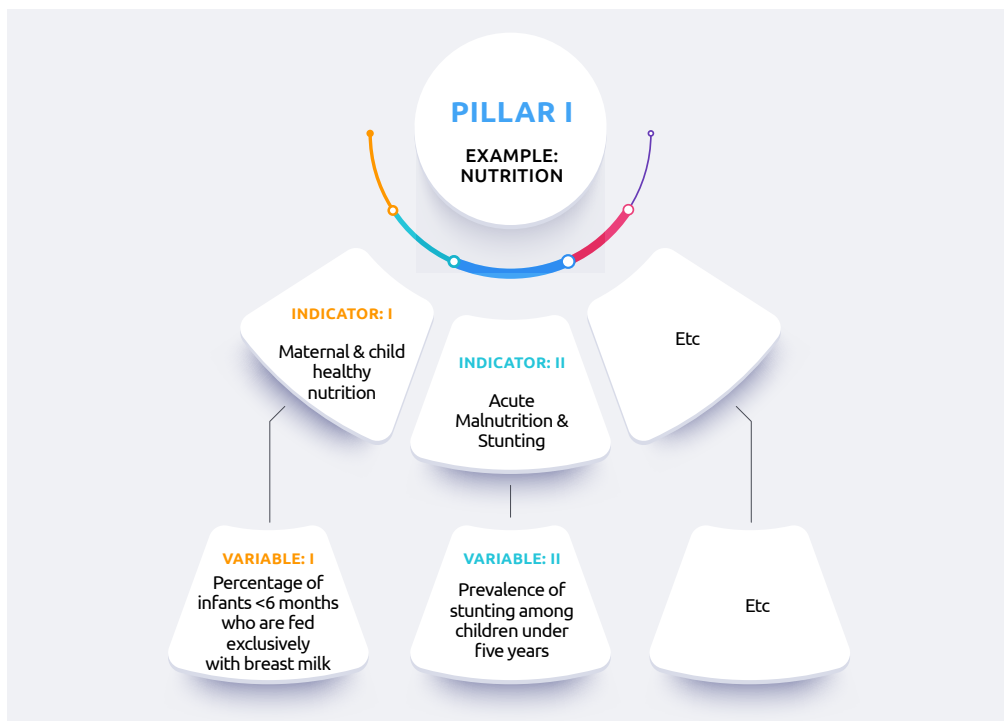 PILLAR I
EXAMPLE:
NUTRITION
INDICATOR: I
Maternal & child
healthy
nutrition
INDICATOR: II
Acute
Malnutrition &
Stunting
Etc
VARIABLE: I
Percentage of
infants <6 months
who are fed
exclusively
with breast milk
VARIABLE: II
Prevalence of
stunting among
children under
five years
Etc